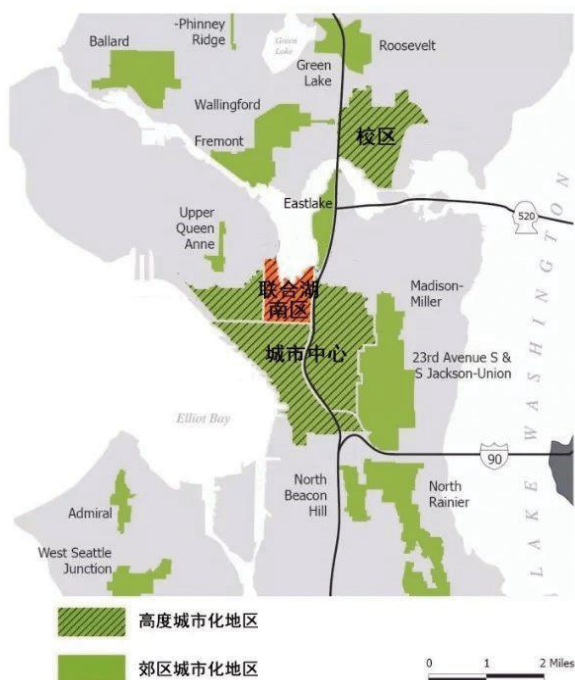 -Phinney
Ridge
Ballard
Green
Lake
Roosevelt
Green
Lake
Wallingford
校区
Fremont
Eastlake
520
Upper
Queen
Anne
联合湖
南区
Madison-
Miller
城市中心
23rd Avenue S &
S Jackson-Union
LAKE WASHINGTON
Elliot Bay
90
North
Beacon
Hill
North
Rainier
Admiral
West Seattle
Junction
高度城市化地区
郊区城市化地区
0 1 2 Miles